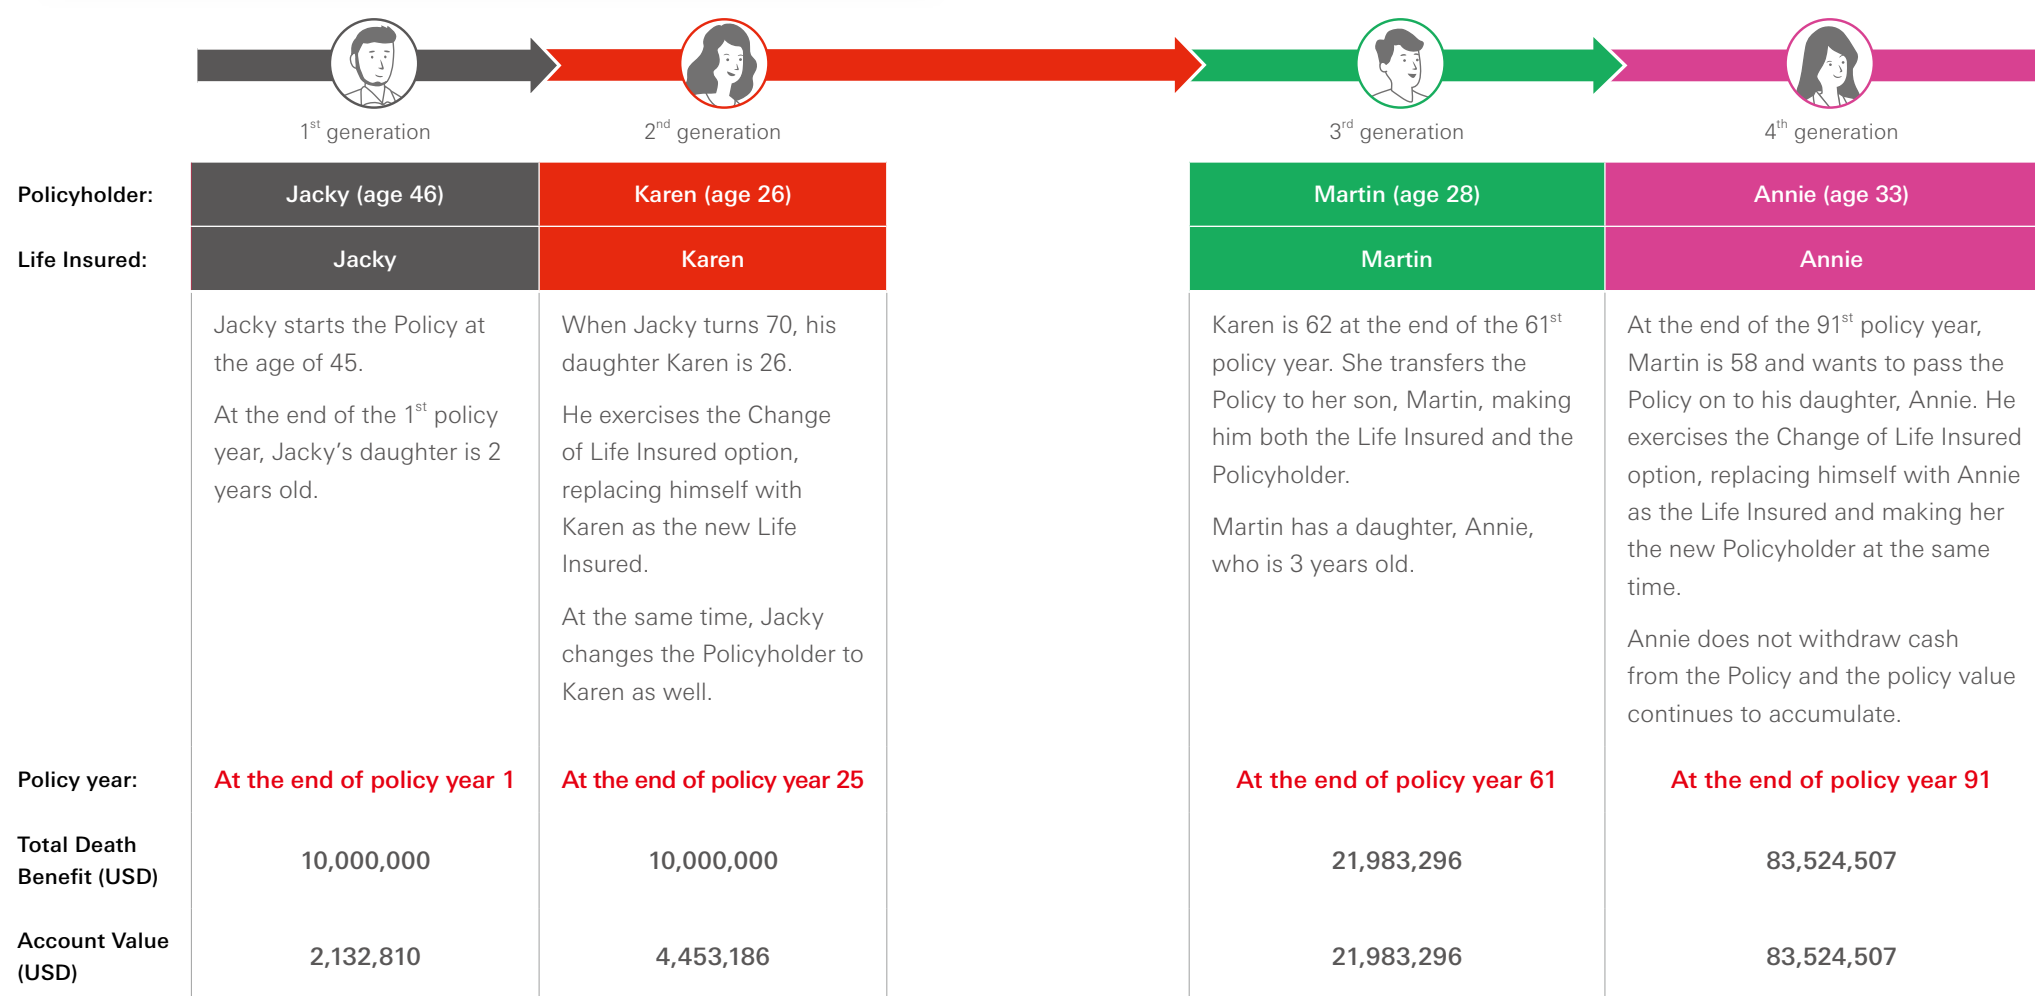 1st generation
2nd generation
3rd generation
4th generation
Policyholder:
Jacky (age 46)
Karen (age 26)
Martin (age 28)
Annie (age 33)
Life Insured:
Jacky
Karen
Martin
Annie
Jacky starts the Policy at
the age of 45.
At the end of the 1st policy
year, Jacky’s daughter is 2
years old.
When Jacky turns 70, his
daughter Karen is 26.
He exercises the Change
of Life Insured option,
replacing himself with
Karen as the new Life
Insured.
At the same time, Jacky
changes the Policyholder to
Karen as well.
Karen is 62 at the end of the 61st
policy year. She transfers the
Policy to her son, Martin, making
him both the Life Insured and the
Policyholder.
Martin has a daughter, Annie,
who is 3 years old.
At the end of the 91st policy year,
Martin is 58 and wants to pass the
Policy on to his daughter, Annie. He
exercises the Change of Life Insured
option, replacing himself with Annie
as the Life Insured and making her
the new Policyholder at the same
time.
Annie does not withdraw cash
from the Policy and the policy value
continues to accumulate.
Policy year:
At the end of policy year 1
At the end of policy year 25
At the end of policy year 61
At the end of policy year 91
Total Death
Benefit (USD)
10,000,000
10,000,000
21,983,296
83,524,507
Account Value
(USD)
2,132,810
4,453,186
21,983,296
83,524,507